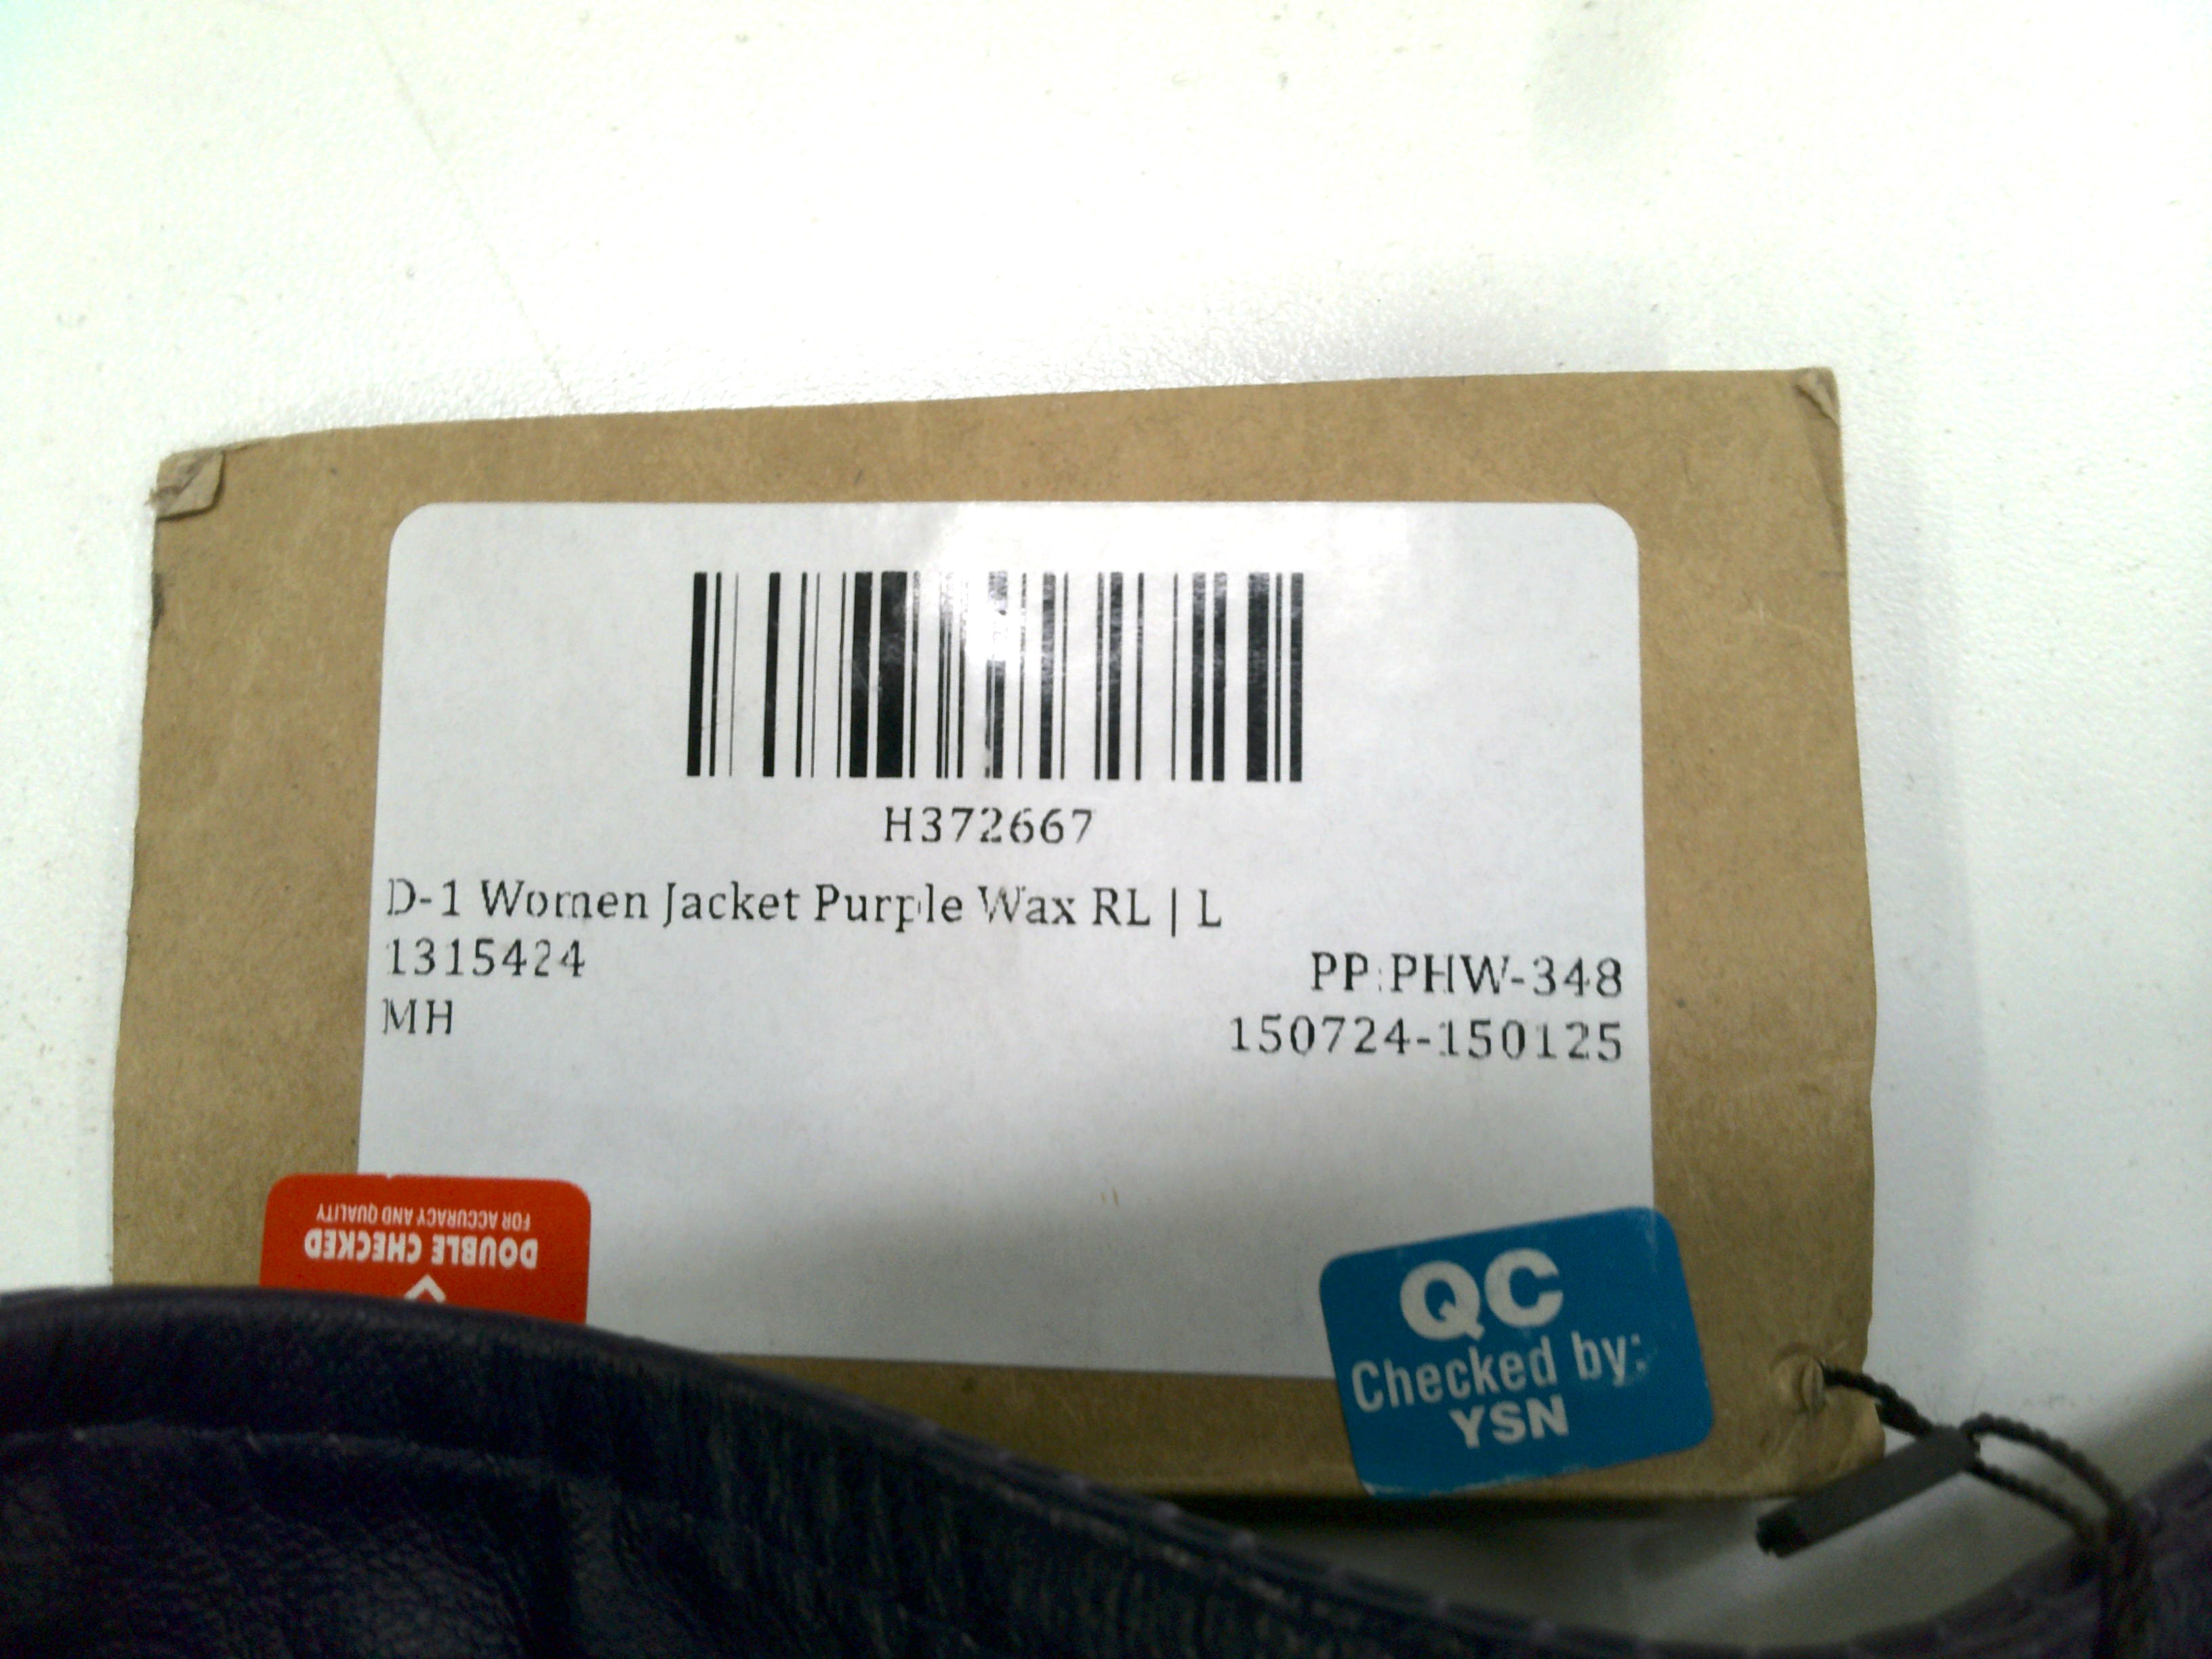 H372667
D-1 Women Jacket Purple Wax RL | L
1315424
PP:PHW-348
MH
150724-150125
DOUBLE CHECKED
FOR ACCURACY AND QUALITY
QC
Checked by:
YSN